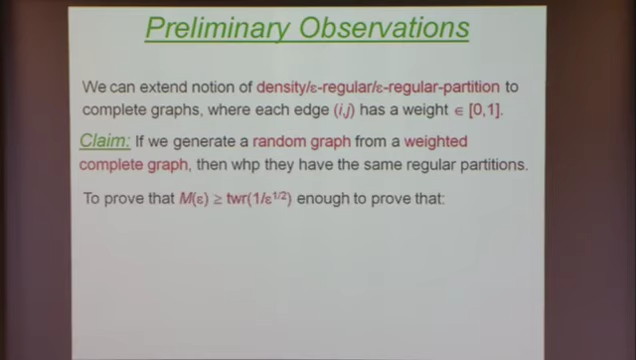 Preliminary Observations
We can extend notion of density/ε-regular/ε-regular-partition to
complete graphs, where each edge (i,j) has a weight ∈ [0,1].
Claim: If we generate a random graph from a weighted
complete graph, then whp they have the same regular partitions.
To prove that M(ε) ≥ twr(1/ε^1/2) enough to prove that: